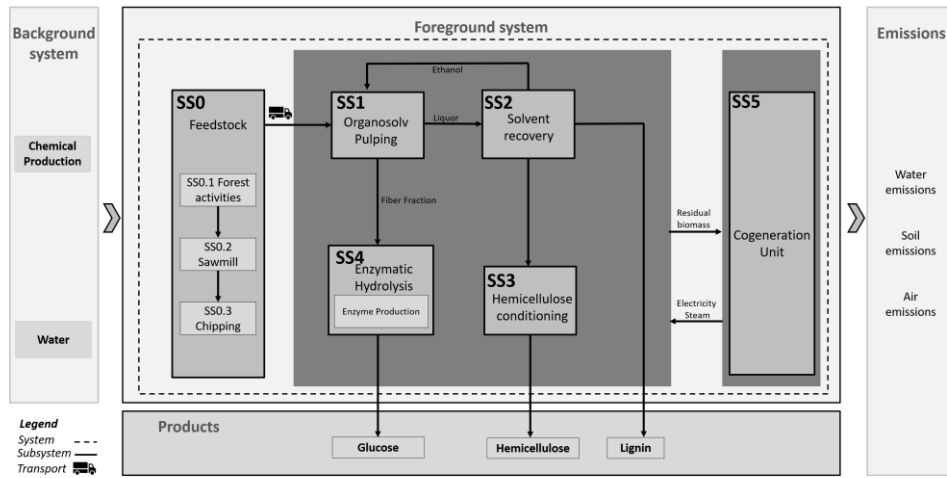 Background
system
Chemical
Production
Water
Foreground system
SS0
Feedstock
SS0.1 Forest
activities
SS0.2
Sawmill
SS0.3
Chipping
Ethanol
SS1
Organosolv
Pulping
Liquor
SS2
Solvent
recovery
Fiber Fraction
SS4
Enzymatic
Hydrolysis
Enzyme Production
SS3
Hemicellulose
conditioning
Residual
biomass
Electricity
Steam
SS5
Cogeneration
Unit
Emissions
Water
emissions
Soil
emissions
Air
emissions
Products
Glucose
Hemicellulose
Lignin
Legend
System
Subsystem
Transport